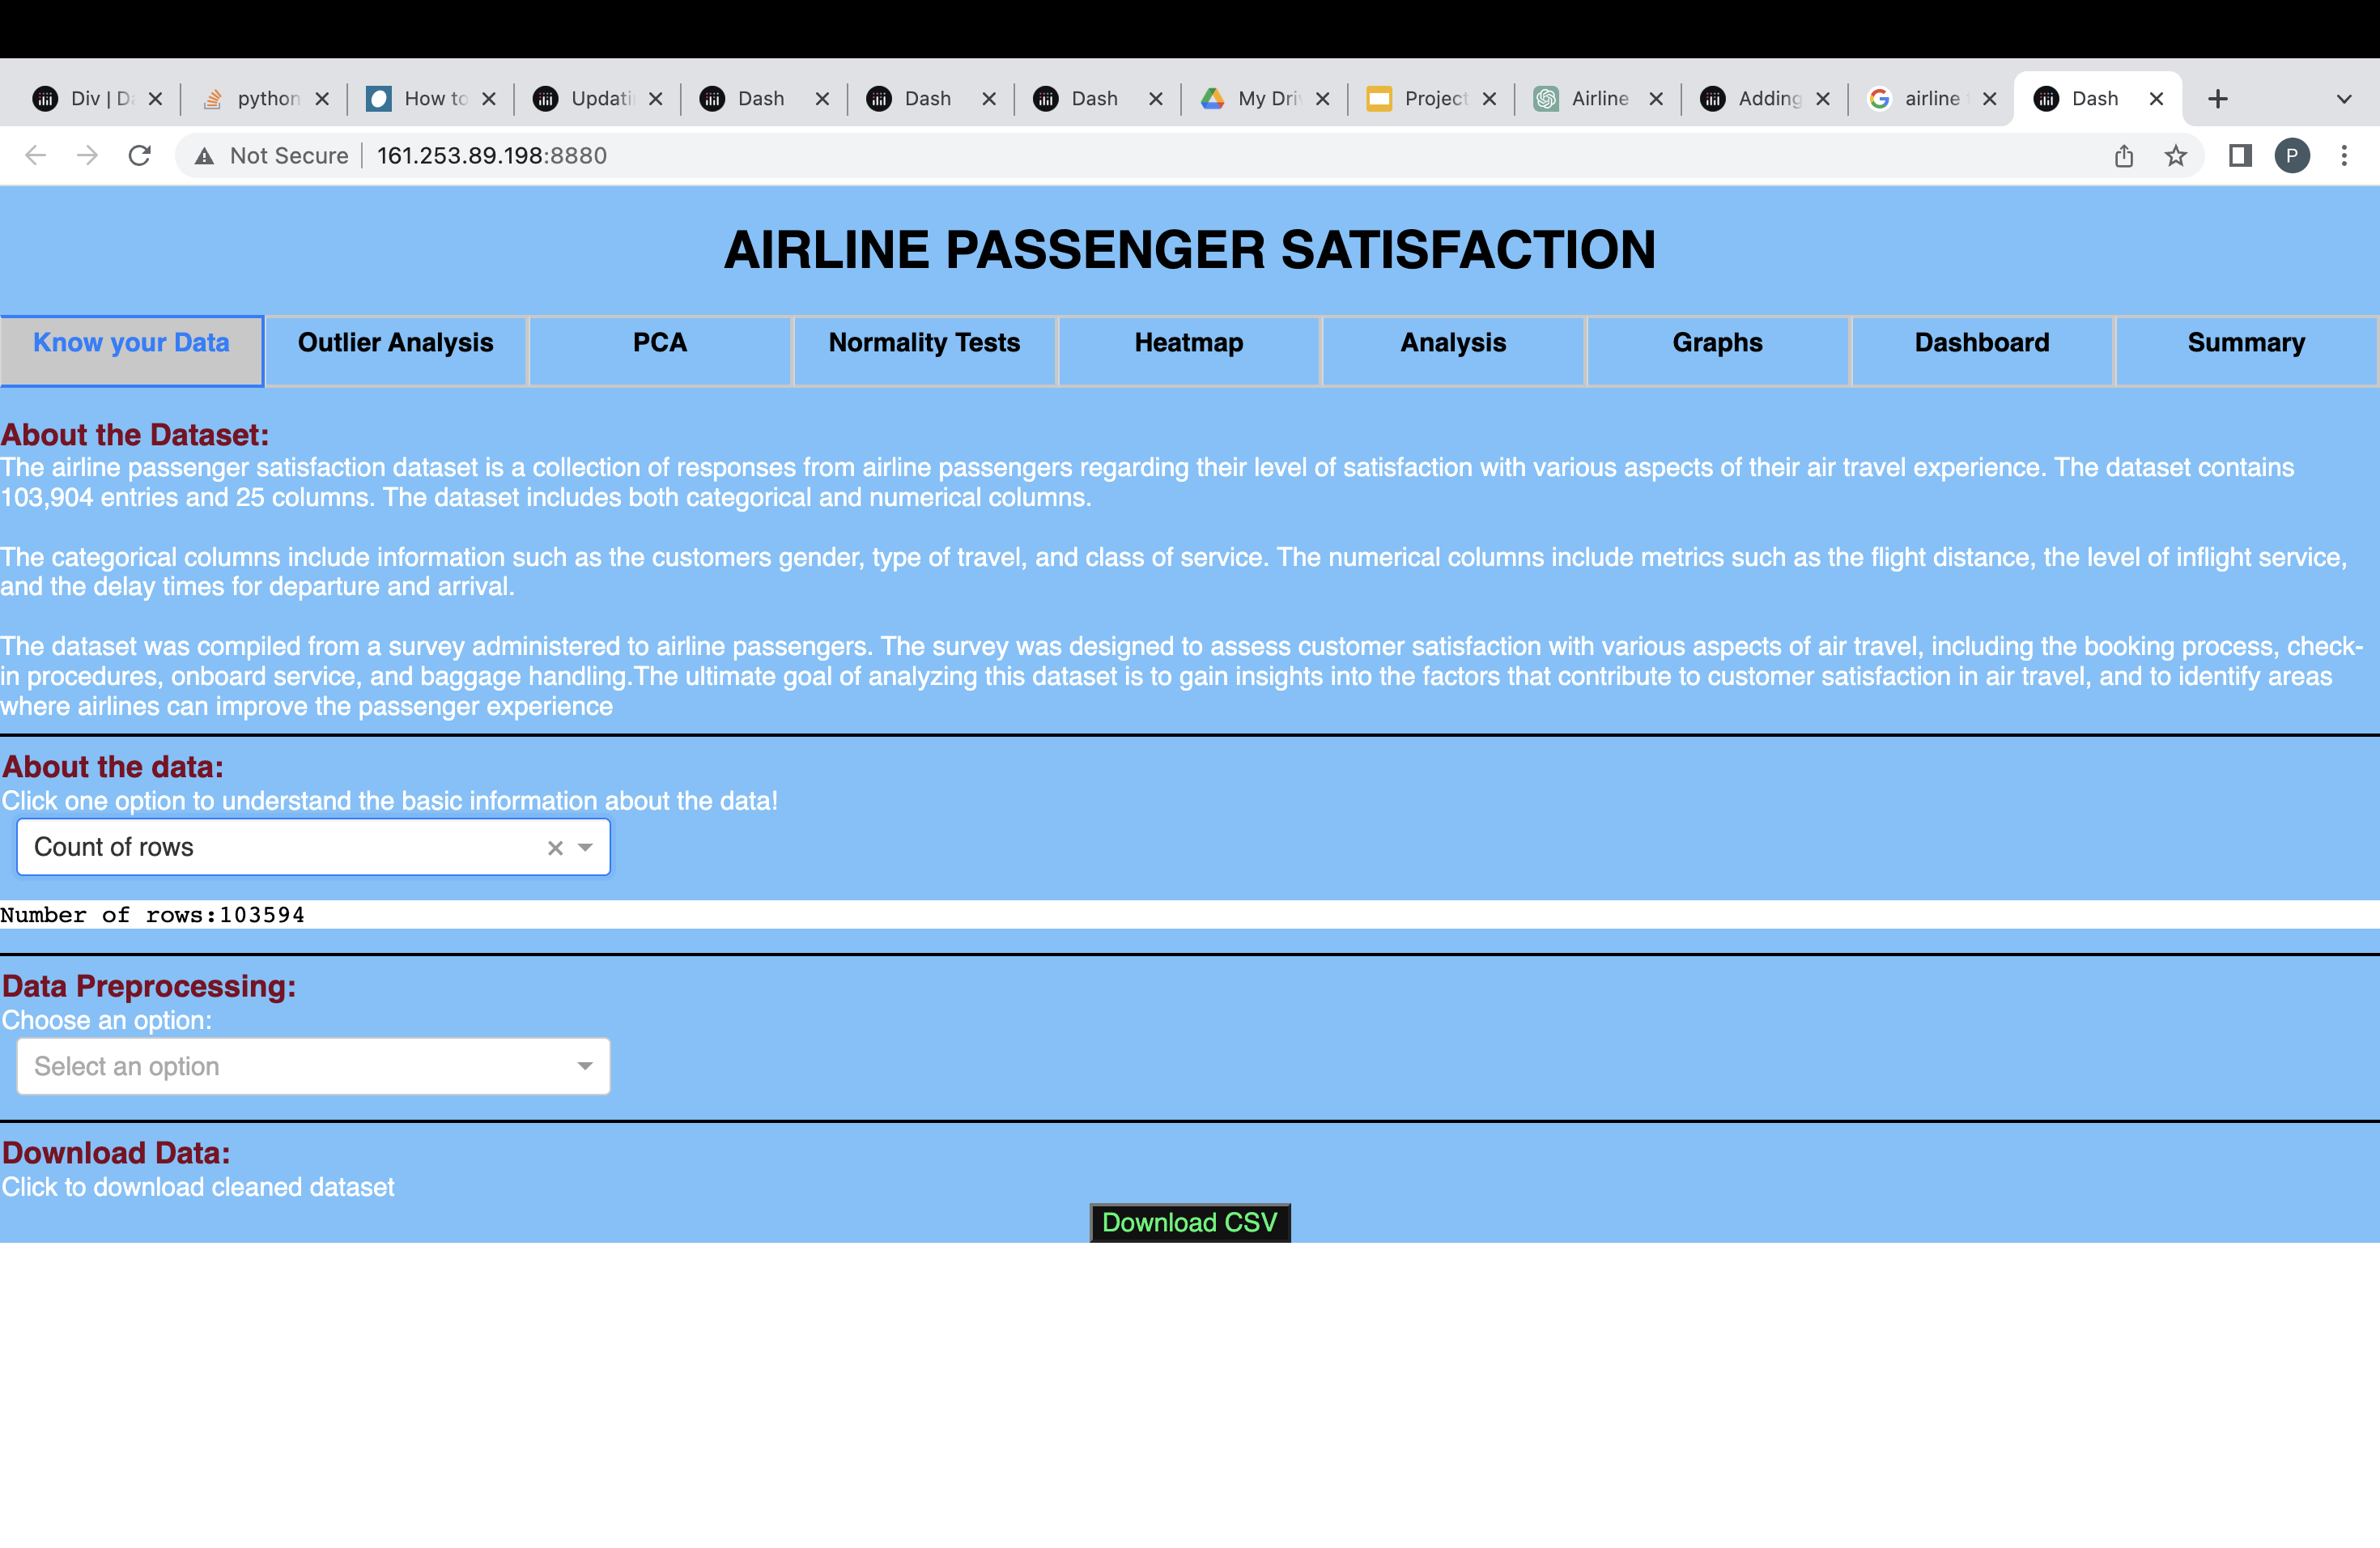 Div | Da
python
How to
Updati
Dash
Dash
Dash
My Dri
Project
Airline
Adding
airline
Dash
Not Secure
161.253.89.198:8880
P
AIRLINE PASSENGER SATISFACTION
Know your Data
Outlier Analysis
PCA
Normality Tests
Heatmap
Analysis
Graphs
Dashboard
Summary
About the Dataset:
The airline passenger satisfaction dataset is a collection of responses from airline passengers regarding their level of satisfaction with various aspects of their air travel experience. The dataset contains
103,904 entries and 25 columns. The dataset includes both categorical and numerical columns.
The categorical columns include information such as the customers gender, type of travel, and class of service. The numerical columns include metrics such as the flight distance, the level of inflight service,
and the delay times for departure and arrival.
The dataset was compiled from a survey administered to airline passengers. The survey was designed to assess customer satisfaction with various aspects of air travel, including the booking process, check-
in procedures, onboard service, and baggage handling.The ultimate goal of analyzing this dataset is to gain insights into the factors that contribute to customer satisfaction in air travel, and to identify areas
where airlines can improve the passenger experience
About the data:
Click one option to understand the basic information about the data!
Count of rows
Number of rows:103594
Data Preprocessing:
Choose an option:
Select an option
Download Data:
Click to download cleaned dataset
Download CSV